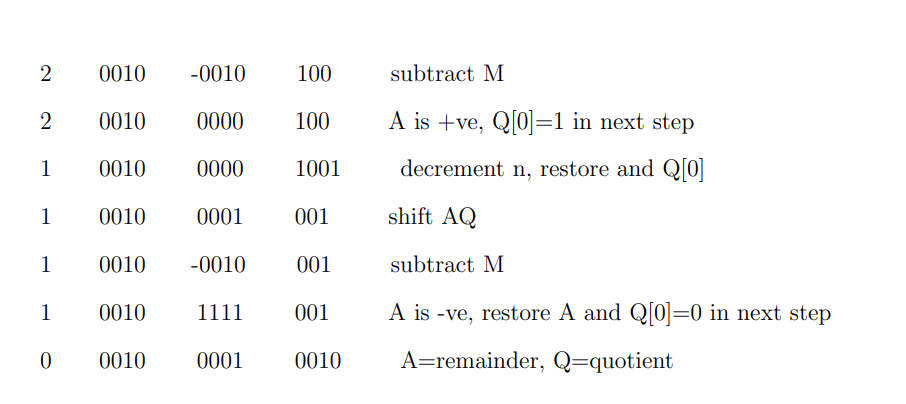 2 0010 -0010 100 subtract M
2 0010 0000 100 A is +ve, Q[0]=1 in next step
1 0010 0000 1001 decrement n, restore and Q[0]
1 0010 0001 001 shift AQ
1 0010 -0010 001 subtract M
1 0010 1111 001 A is -ve, restore A and Q[0]=0 in next step
0 0010 0001 0010 A=remainder, Q=quotient